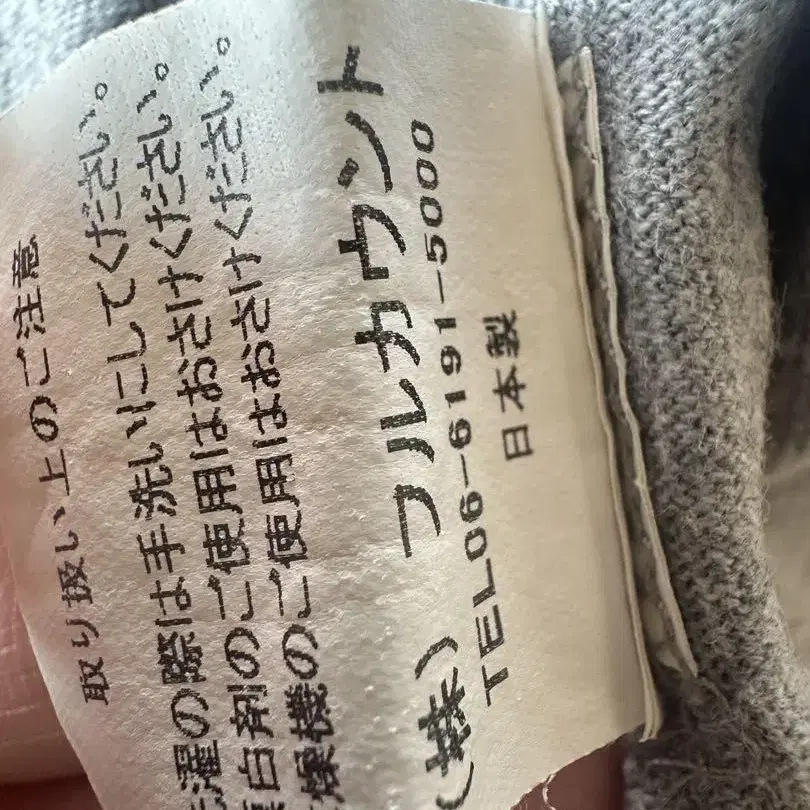 取り扱い上のご注意
洗濯の際は手洗いにしてください。
漂白剤のご使用はおさけください。
乾燥機のご使用はおさけください。
(株) フルカウント
TEL06-6191-5000
日本製